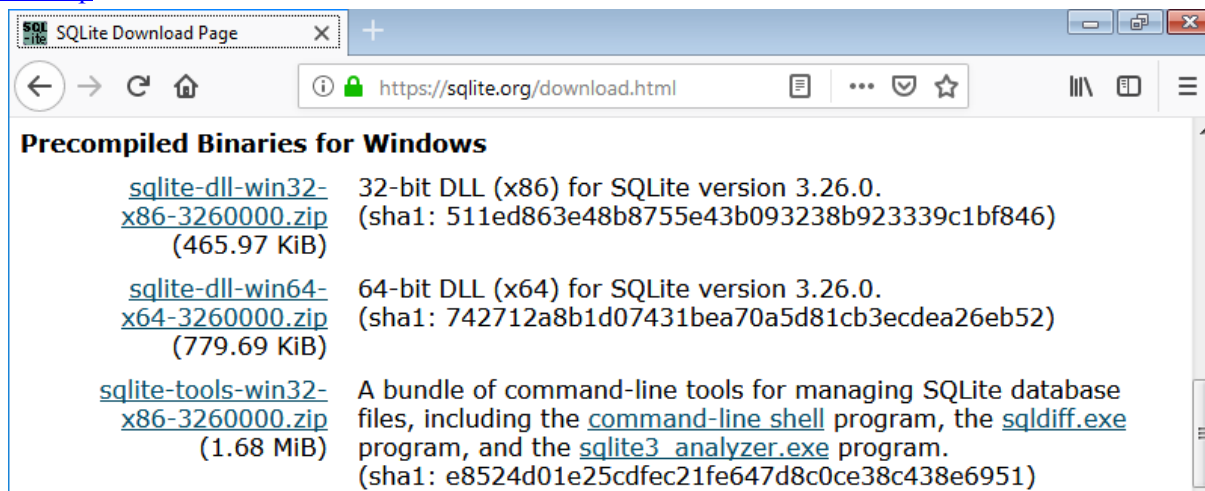 SQLite Download Page
https://sqlite.org/download.html
Precompiled Binaries for Windows
sqlite-dll-win32- 32-bit DLL (x86) for SQLite version 3.26.0.
x86-3260000.zip (sha1: 511ed863e48b8755e43b093238b923339c1bf846)
(465.97 KiB)
sqlite-dll-win64- 64-bit DLL (x64) for SQLite version 3.26.0.
x64-3260000.zip (sha1: 742712a8b1d07431bea70a5d81cb3ecdea26eb52)
(779.69 KiB)
sqlite-tools-win32- A bundle of command-line tools for managing SQLite database
x86-3260000.zip files, including the command-line shell program, the sqldiff.exe
(1.68 MiB) program, and the sqlite3_analyzer.exe program.
(sha1: e8524d01e25cdfec21fe647d8c0ce38c438e6951)